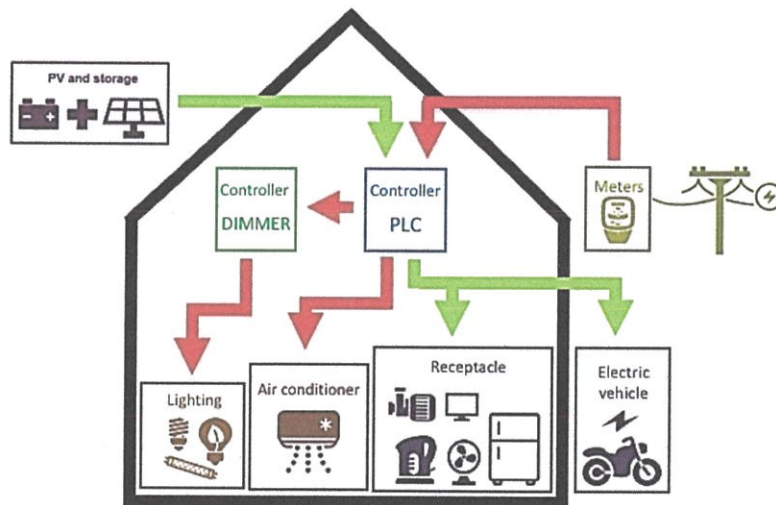 PV and storage
Controller
DIMMER
Controller
PLC
Meters
Lighting
Air conditioner
Receptacle
Electric
vehicle